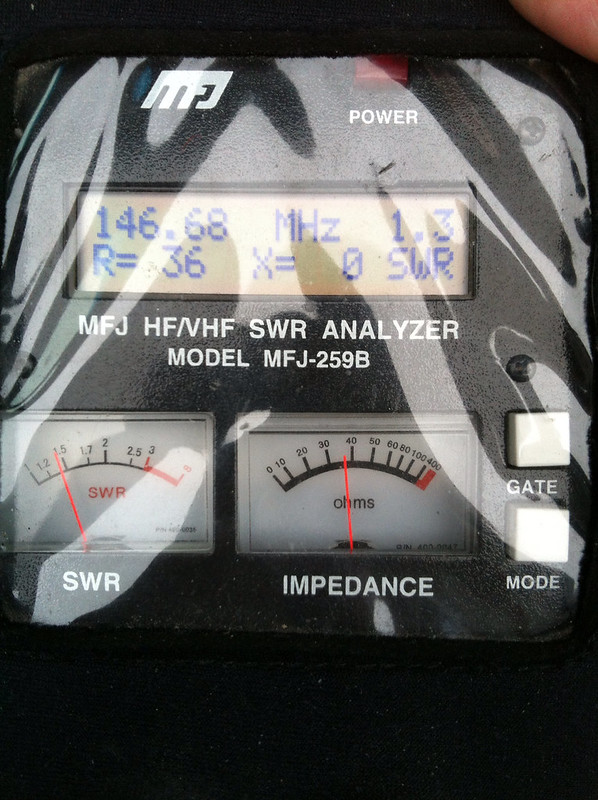 MFJ
POWER
146.68 MHz 1.3
R= 36 X= 0 SWR
MFJ HF/VHF SWR ANALYZER
MODEL MFJ-259B
1.2 1.5 1.7 2 2.5 3 8
SWR
0 10 20 30 40 50 60 80 100 400
ohms
GATE
SWR
IMPEDANCE
MODE